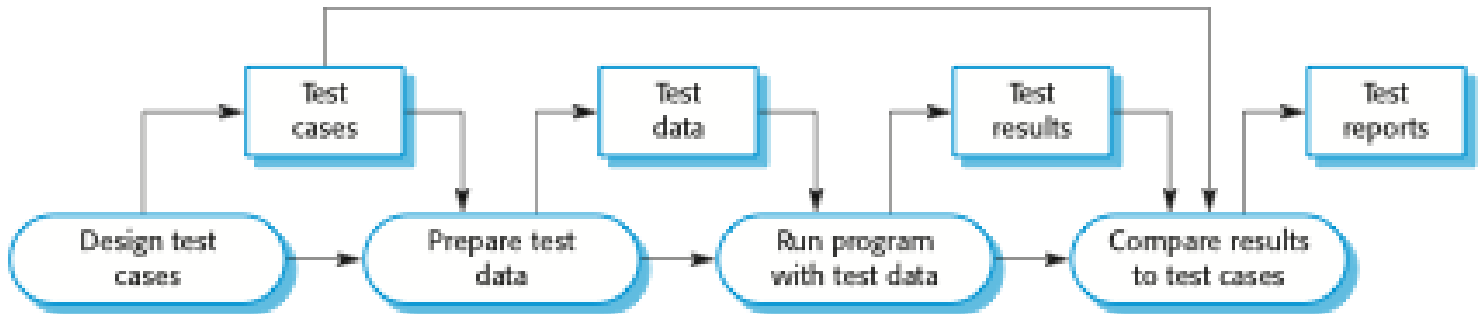 Test
cases
Test
data
Test
results
Test
reports
Design test
cases
Prepare test
data
Run program
with test data
Compare results
to test cases